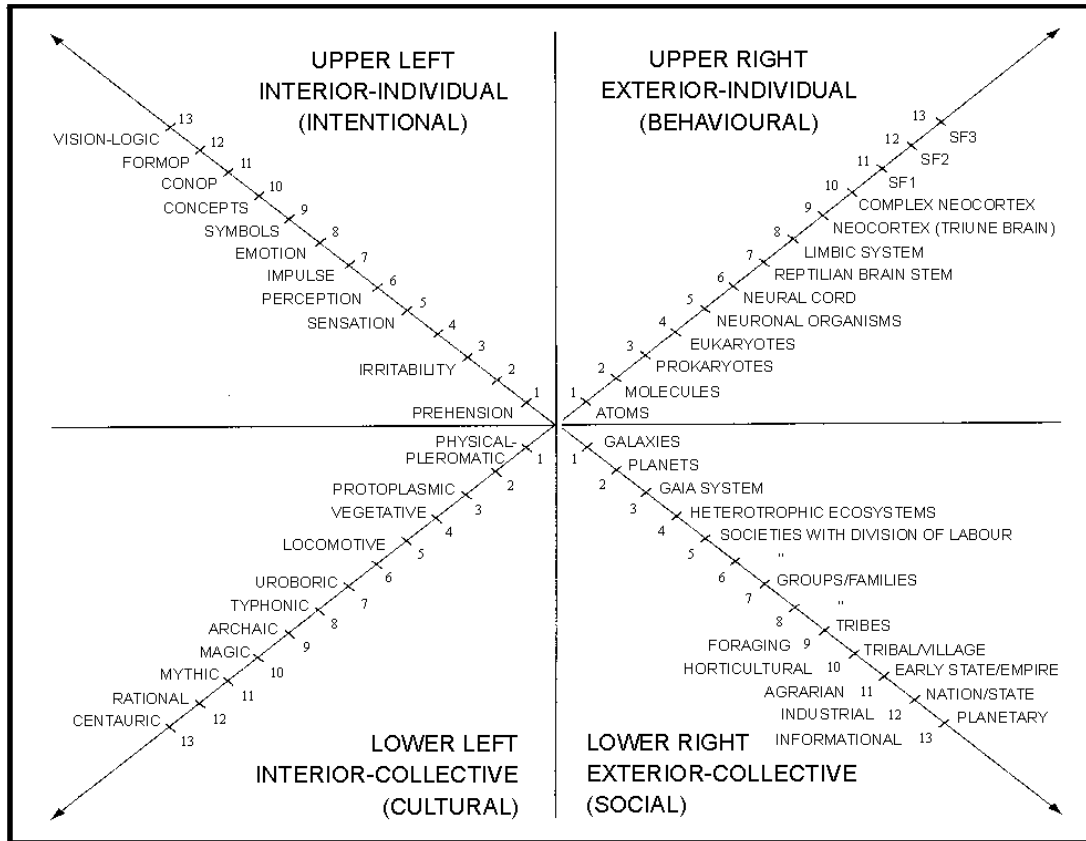 UPPER LEFT
INTERIOR-INDIVIDUAL
(INTENTIONAL)
13
VISION-LOGIC
12
FORMOP
11
CONOP
10
CONCEPTS
9
SYMBOLS
8
EMOTION
7
IMPULSE
6
PERCEPTION
5
SENSATION
4
3
IRRITABILITY
2
1
PREHENSION
UPPER RIGHT
EXTERIOR-INDIVIDUAL
(BEHAVIOURAL)
13
SF3
12
SF2
11
SF1
10
COMPLEX NEOCORTEX
9
NEOCORTEX (TRIUNE BRAIN)
8
LIMBIC SYSTEM
7
REPTILIAN BRAIN STEM
6
NEURAL CORD
5
NEURONAL ORGANISMS
4
EUKARYOTES
3
PROKARYOTES
2
MOLECULES
1
ATOMS
PHYSICAL-
PLEROMATIC
1
2
PROTOPLASMIC
3
VEGETATIVE
4
LOCOMOTIVE
5
6
UROBORIC
7
TYPHONIC
8
ARCHAIC
9
MAGIC
10
MYTHIC
11
RATIONAL
12
CENTAURIC
13
LOWER LEFT
INTERIOR-COLLECTIVE
(CULTURAL)
1
GALAXIES
2
PLANETS
3
GAIA SYSTEM
4
HETEROTROPHIC ECOSYSTEMS
5
SOCIETIES WITH DIVISION OF LABOUR
6
"
7
GROUPS/FAMILIES
8
"
TRIBES
FORAGING 9
TRIBAL/VILLAGE
HORTICULTURAL 10
EARLY STATE/EMPIRE
AGRARIAN 11
NATION/STATE
INDUSTRIAL 12
PLANETARY
INFORMATIONAL 13
LOWER RIGHT
EXTERIOR-COLLECTIVE
(SOCIAL)